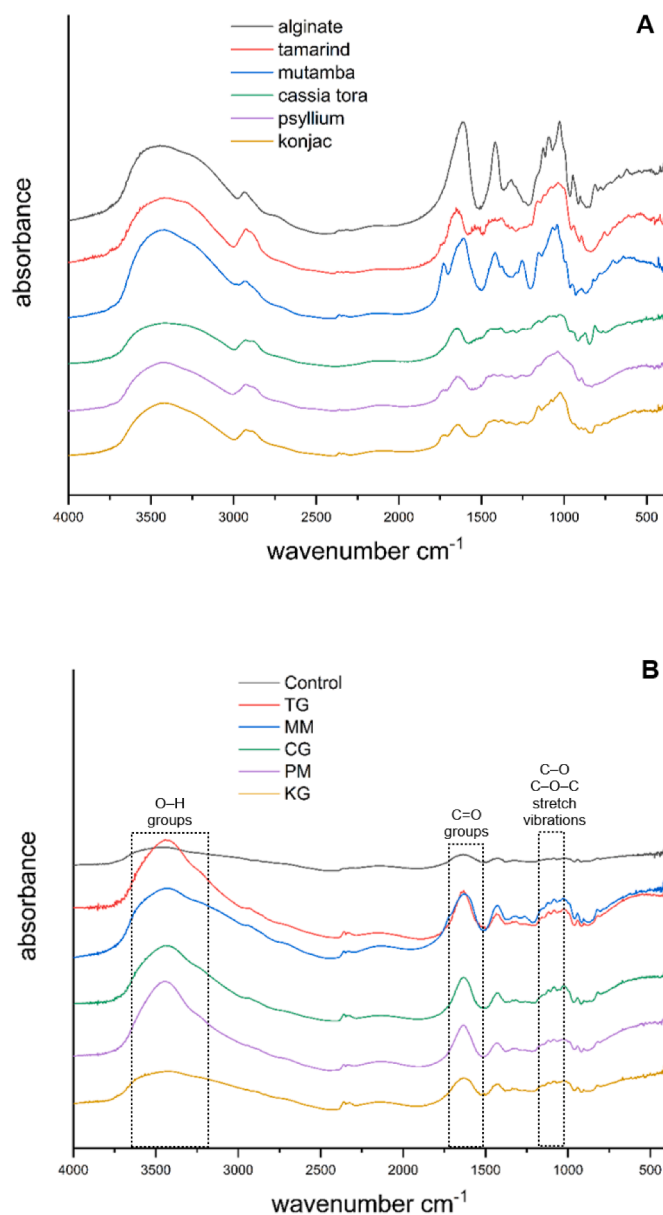 A
alginate
tamarind
mutamba
cassia tora
psyllium
konjac
absorbance
4000 3500 3000 2500 2000 1500 1000 500
wavenumber cm⁻¹
B
Control
TG
MM
CG
PM
KG
O–H
groups
C=O
groups
C–O
C–O–C
stretch
vibrations
absorbance
4000 3500 3000 2500 2000 1500 1000 500
wavenumber cm⁻¹